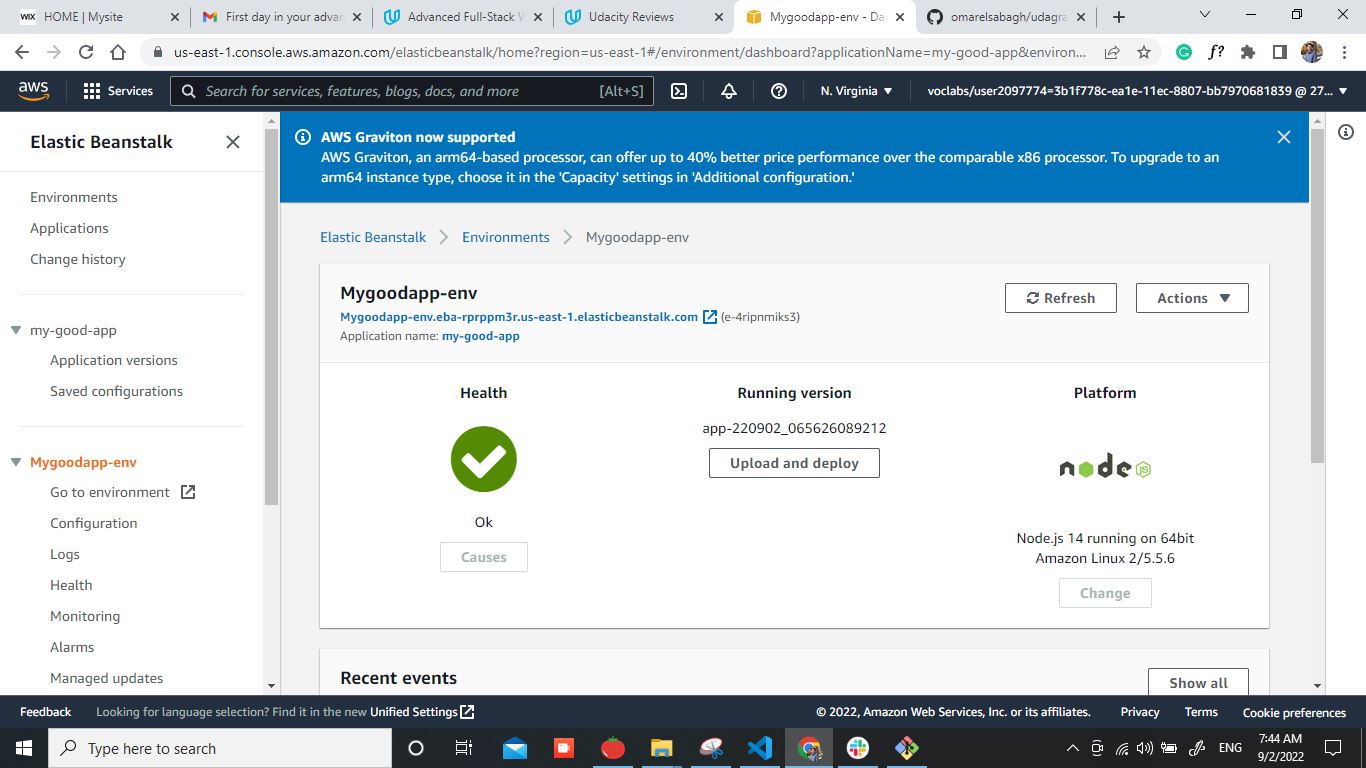 WIX HOME | Mysite
First day in your advar
Advanced Full-Stack W
Udacity Reviews
Mygoodapp-env - Da
omarelsabagh/udagra
us-east-1.console.aws.amazon.com/elasticbeanstalk/home?region=us-east-1#/environment/dashboard?applicationName=my-good-app&environ...
f?
aws
Services
Search for services, features, blogs, docs, and more [Alt+S]
N. Virginia
voclabs/user2097774=3b1f778c-ea1e-11ec-8807-bb7970681839 @ 27...
Elastic Beanstalk
Environments
Applications
Change history
my-good-app
Application versions
Saved configurations
Mygoodapp-env
Go to environment
Configuration
Logs
Health
Monitoring
Alarms
Managed updates
AWS Graviton now supported
AWS Graviton, an arm64-based processor, can offer up to 40% better price performance over the comparable x86 processor. To upgrade to an
arm64 instance type, choose it in the 'Capacity' settings in 'Additional configuration.'
Elastic Beanstalk > Environments > Mygoodapp-env
Mygoodapp-env
Mygoodapp-env.eba-rprppm3r.us-east-1.elasticbeanstalk.com (e-4ripnmiks3)
Application name: my-good-app
Refresh
Actions
Health
Ok
Causes
Running version
app-220902_065626089212
Upload and deploy
Platform
node JS
Node.js 14 running on 64bit
Amazon Linux 2/5.5.6
Change
Recent events
Show all
Feedback
Looking for language selection? Find it in the new Unified Settings
© 2022, Amazon Web Services, Inc. or its affiliates.
Privacy
Terms
Cookie preferences
Type here to search
ENG
7:44 AM
9/2/2022